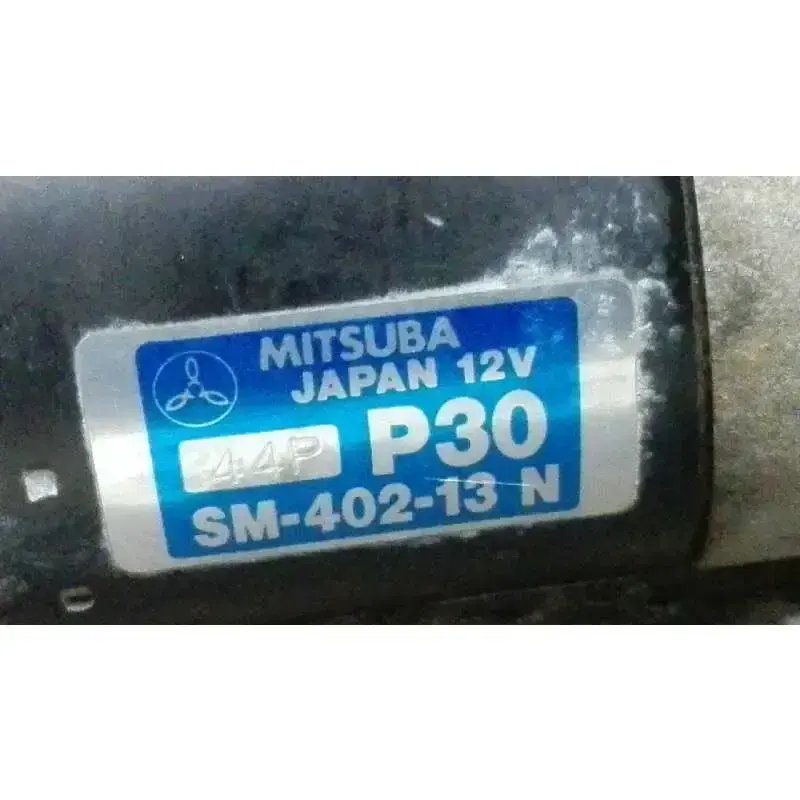 MITSUBA
JAPAN 12V
44P P30
SM-402-13 N